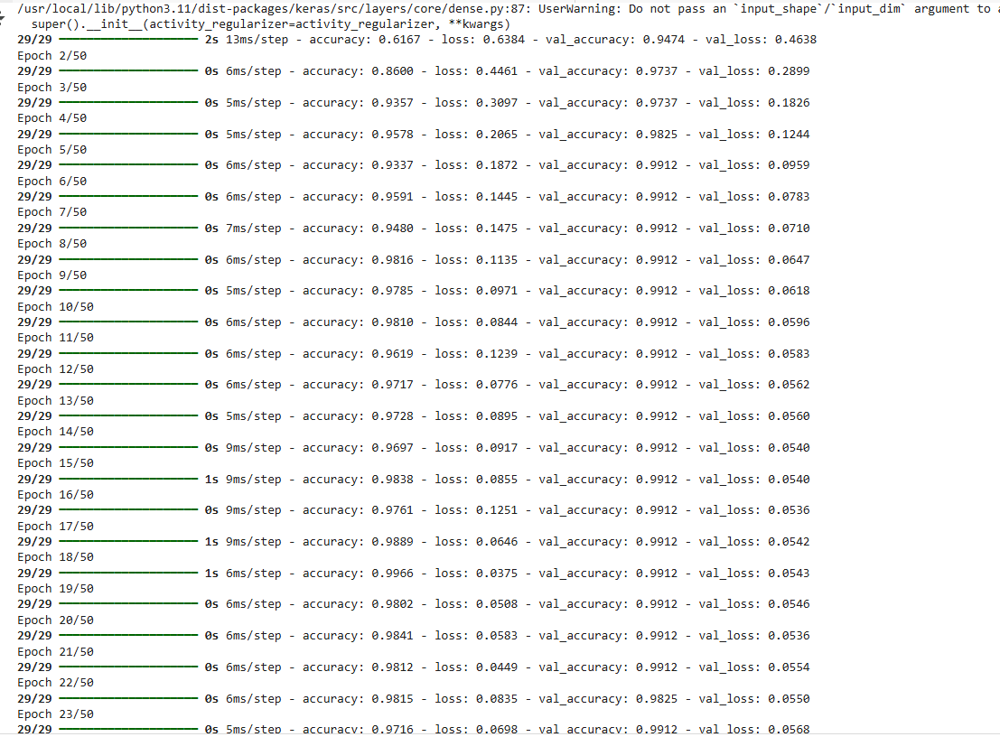 /usr/local/lib/python3.11/dist-packages/keras/src/layers/core/dense.py:87: UserWarning: Do not pass an `input_shape`/`input_dim` argument to a
super().__init__(activity_regularizer=activity_regularizer, **kwargs)
29/29 2s 13ms/step - accuracy: 0.6167 - loss: 0.6384 - val_accuracy: 0.9474 - val_loss: 0.4638
Epoch 2/50
29/29 0s 6ms/step - accuracy: 0.8600 - loss: 0.4461 - val_accuracy: 0.9737 - val_loss: 0.2899
Epoch 3/50
29/29 0s 5ms/step - accuracy: 0.9357 - loss: 0.3097 - val_accuracy: 0.9737 - val_loss: 0.1826
Epoch 4/50
29/29 0s 5ms/step - accuracy: 0.9578 - loss: 0.2065 - val_accuracy: 0.9825 - val_loss: 0.1244
Epoch 5/50
29/29 0s 6ms/step - accuracy: 0.9337 - loss: 0.1872 - val_accuracy: 0.9912 - val_loss: 0.0959
Epoch 6/50
29/29 0s 6ms/step - accuracy: 0.9591 - loss: 0.1445 - val_accuracy: 0.9912 - val_loss: 0.0783
Epoch 7/50
29/29 0s 7ms/step - accuracy: 0.9480 - loss: 0.1475 - val_accuracy: 0.9912 - val_loss: 0.0710
Epoch 8/50
29/29 0s 6ms/step - accuracy: 0.9816 - loss: 0.1135 - val_accuracy: 0.9912 - val_loss: 0.0647
Epoch 9/50
29/29 0s 5ms/step - accuracy: 0.9785 - loss: 0.0971 - val_accuracy: 0.9912 - val_loss: 0.0618
Epoch 10/50
29/29 0s 6ms/step - accuracy: 0.9810 - loss: 0.0844 - val_accuracy: 0.9912 - val_loss: 0.0596
Epoch 11/50
29/29 0s 6ms/step - accuracy: 0.9619 - loss: 0.1239 - val_accuracy: 0.9912 - val_loss: 0.0583
Epoch 12/50
29/29 0s 6ms/step - accuracy: 0.9717 - loss: 0.0776 - val_accuracy: 0.9912 - val_loss: 0.0562
Epoch 13/50
29/29 0s 5ms/step - accuracy: 0.9728 - loss: 0.0895 - val_accuracy: 0.9912 - val_loss: 0.0560
Epoch 14/50
29/29 0s 9ms/step - accuracy: 0.9697 - loss: 0.0917 - val_accuracy: 0.9912 - val_loss: 0.0540
Epoch 15/50
29/29 1s 9ms/step - accuracy: 0.9838 - loss: 0.0855 - val_accuracy: 0.9912 - val_loss: 0.0540
Epoch 16/50
29/29 0s 9ms/step - accuracy: 0.9761 - loss: 0.1251 - val_accuracy: 0.9912 - val_loss: 0.0536
Epoch 17/50
29/29 1s 9ms/step - accuracy: 0.9889 - loss: 0.0646 - val_accuracy: 0.9912 - val_loss: 0.0542
Epoch 18/50
29/29 1s 6ms/step - accuracy: 0.9966 - loss: 0.0375 - val_accuracy: 0.9912 - val_loss: 0.0543
Epoch 19/50
29/29 0s 6ms/step - accuracy: 0.9802 - loss: 0.0508 - val_accuracy: 0.9912 - val_loss: 0.0546
Epoch 20/50
29/29 0s 6ms/step - accuracy: 0.9841 - loss: 0.0583 - val_accuracy: 0.9912 - val_loss: 0.0536
Epoch 21/50
29/29 0s 6ms/step - accuracy: 0.9812 - loss: 0.0449 - val_accuracy: 0.9912 - val_loss: 0.0554
Epoch 22/50
29/29 0s 6ms/step - accuracy: 0.9815 - loss: 0.0835 - val_accuracy: 0.9825 - val_loss: 0.0550
Epoch 23/50
29/29 0s 5ms/step - accuracy: 0.9716 - loss: 0.0698 - val_accuracy: 0.9912 - val_loss: 0.0568